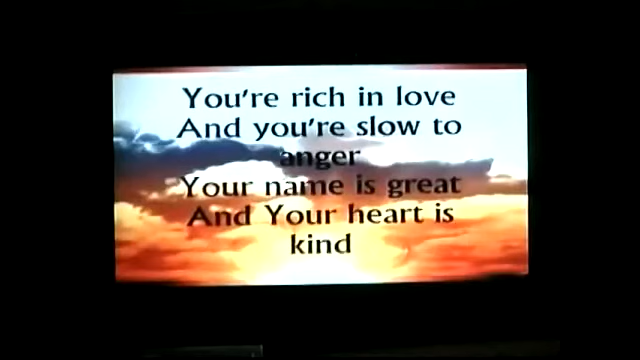 You're rich in love
And you're slow to
anger
Your name is great
And Your heart is
kind